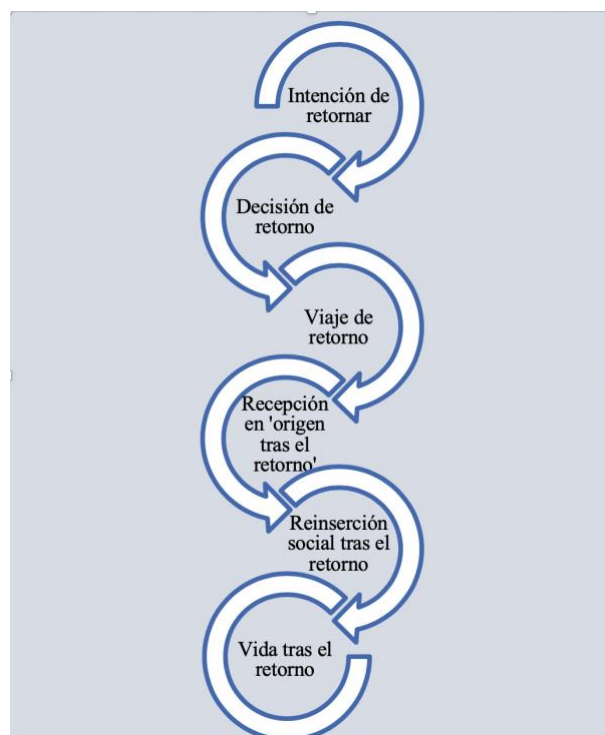 Intención de
retornar
Decisión de
retorno
Viaje de
retorno
Recepción
en 'origen
tras el
retorno'
Reinserción
social tras el
retorno
Vida tras el
retorno